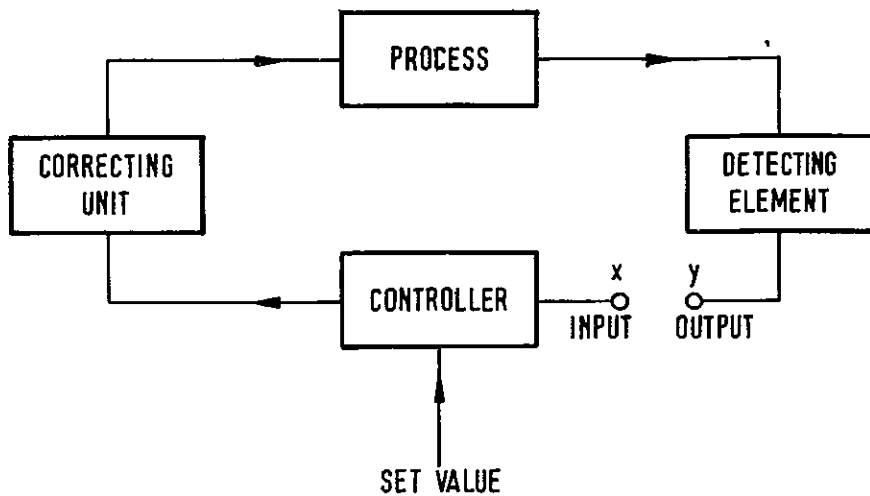 PROCESS
CORRECTING
UNIT
DETECTING
ELEMENT
CONTROLLER
x
y
INPUT
OUTPUT
SET VALUE